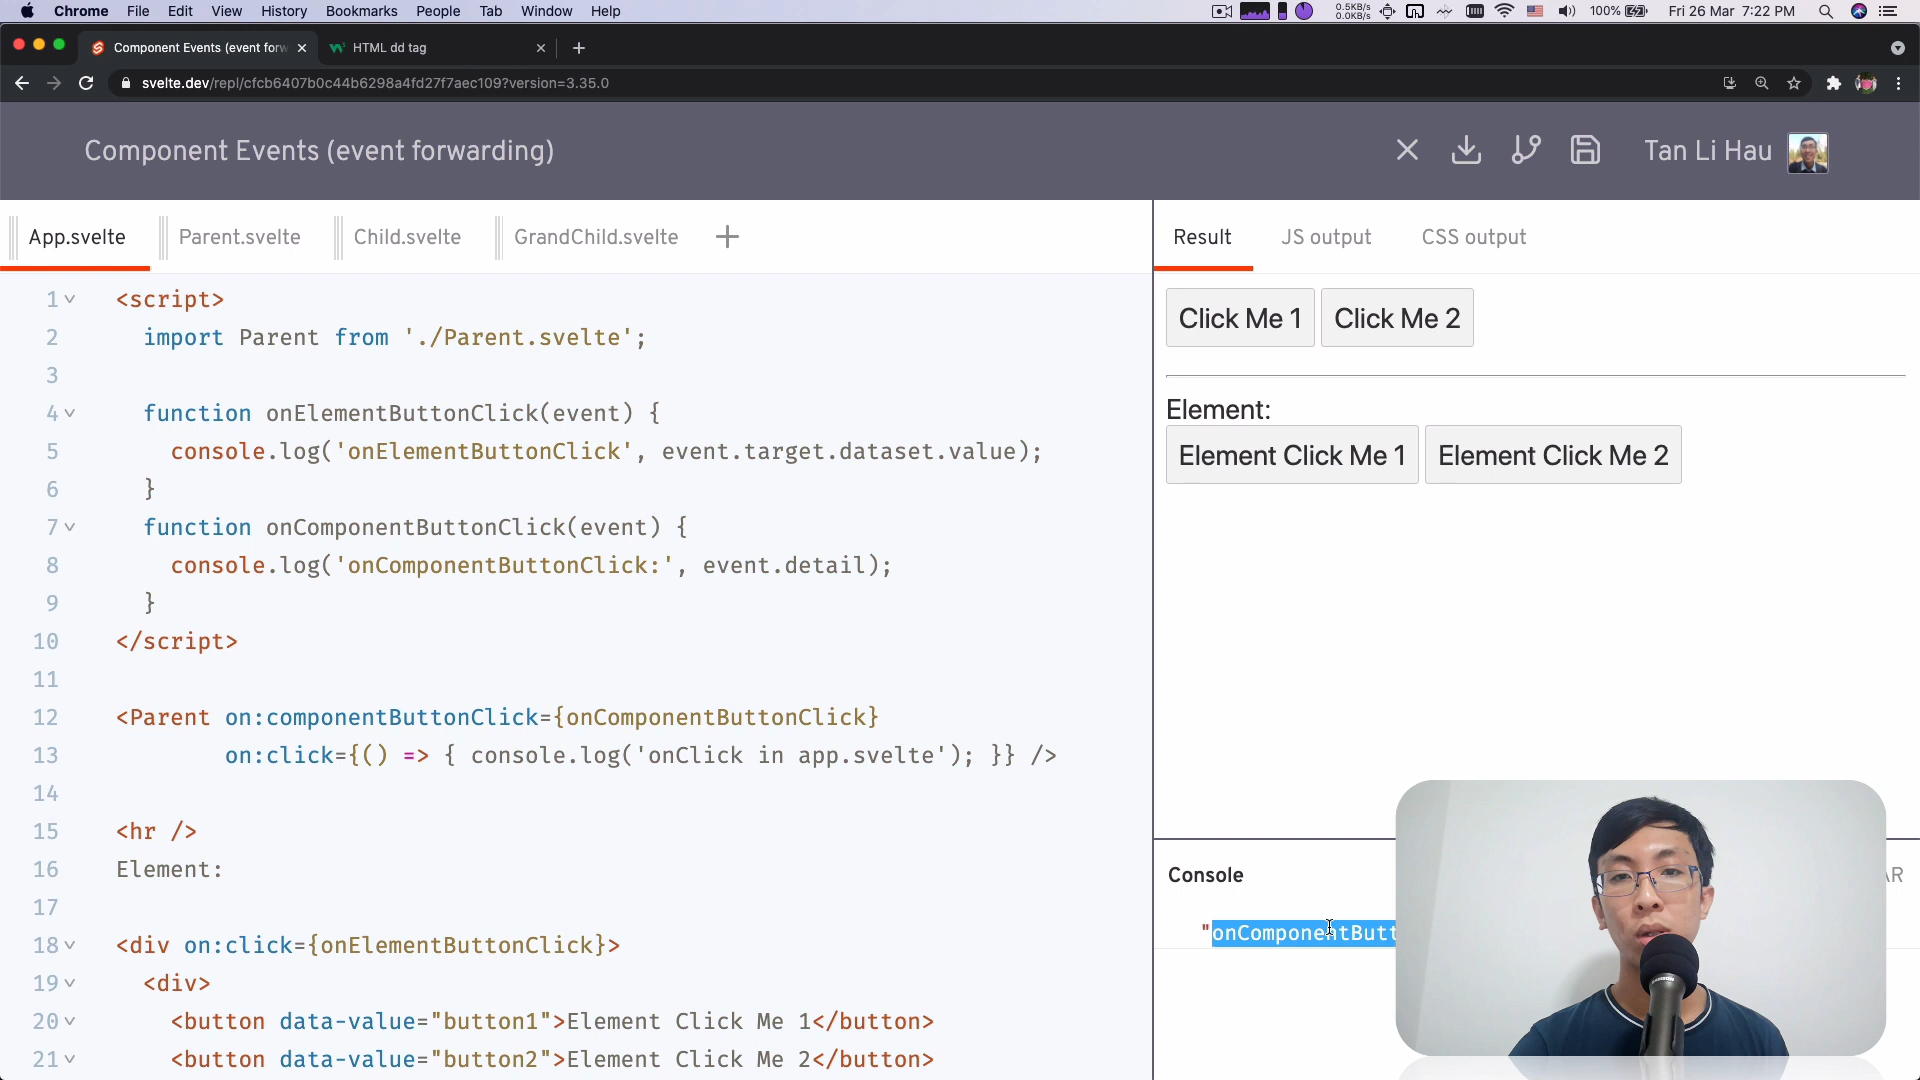 Chrome File Edit View History Bookmarks People Tab Window Help
0.5KB/s
0.0KB/s
100%
Fri 26 Mar 7:22 PM
Component Events (event forw
HTML dd tag
svelte.dev/repl/cfcb6407b0c44b6298a4fd27f7aec109?version=3.35.0
Component Events (event forwarding)
Tan Li Hau
App.svelte Parent.svelte Child.svelte GrandChild.svelte
Result JS output CSS output
1 <script>
2 import Parent from './Parent.svelte';
3
4 function onElementButtonClick(event) {
5 console.log('onElementButtonClick', event.target.dataset.value);
6 }
7 function onComponentButtonClick(event) {
8 console.log('onComponentButtonClick:', event.detail);
9 }
10 </script>
11
12 <Parent on:componentButtonClick={onComponentButtonClick}
13 on:click={() => { console.log('onClick in app.svelte'); }} />
14
15 <hr />
16 Element:
17
18 <div on:click={onElementButtonClick}>
19 <div>
20 <button data-value="button1">Element Click Me 1</button>
21 <button data-value="button2">Element Click Me 2</button>
Click Me 1 Click Me 2
Element:
Element Click Me 1 Element Click Me 2
Console
"onComponentButt